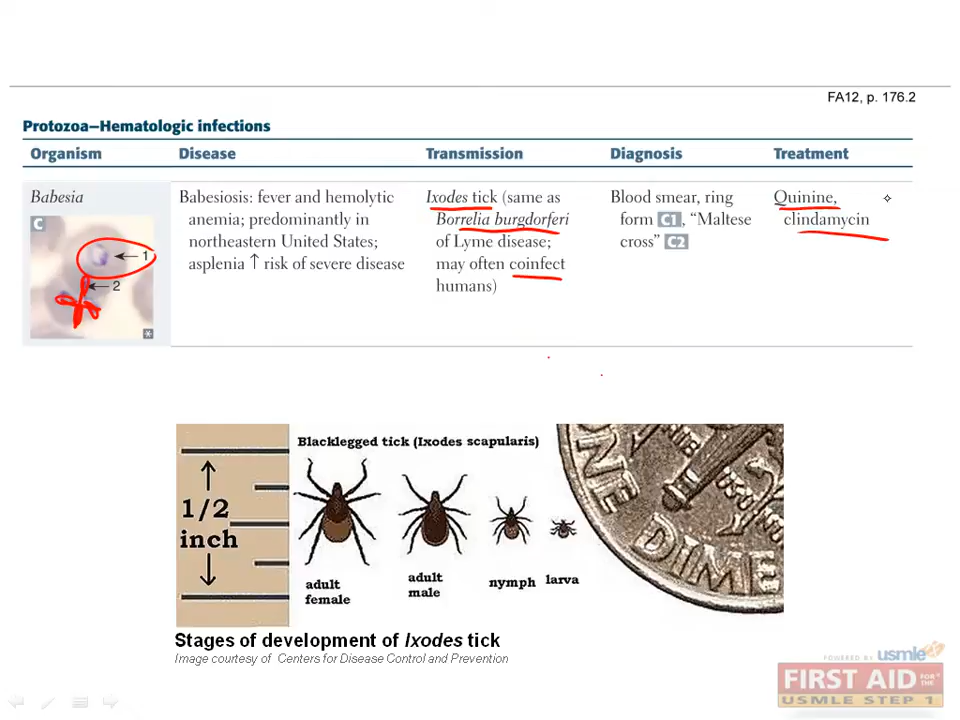 FA12, p. 176.2
Protozoa—Hematologic infections
Organism Disease Transmission Diagnosis Treatment
Babesia
C
1
2
Babesiosis: fever and hemolytic
anemia; predominantly in
northeastern United States;
asplenia ↑ risk of severe disease
Ixodes tick (same as
Borrelia burgdorferi
of Lyme disease;
may often coinfect
humans)
Blood smear, ring
form C1, “Maltese
cross” C2
Quinine,
clindamycin
Blacklegged tick (Ixodes scapularis)
1/2
inch
adult
female
adult
male
nymph
larva
ONE DIME
Stages of development of Ixodes tick
Image courtesy of Centers for Disease Control and Prevention
POWERED BY usmle
FIRST AID FOR THE
USMLE STEP 1